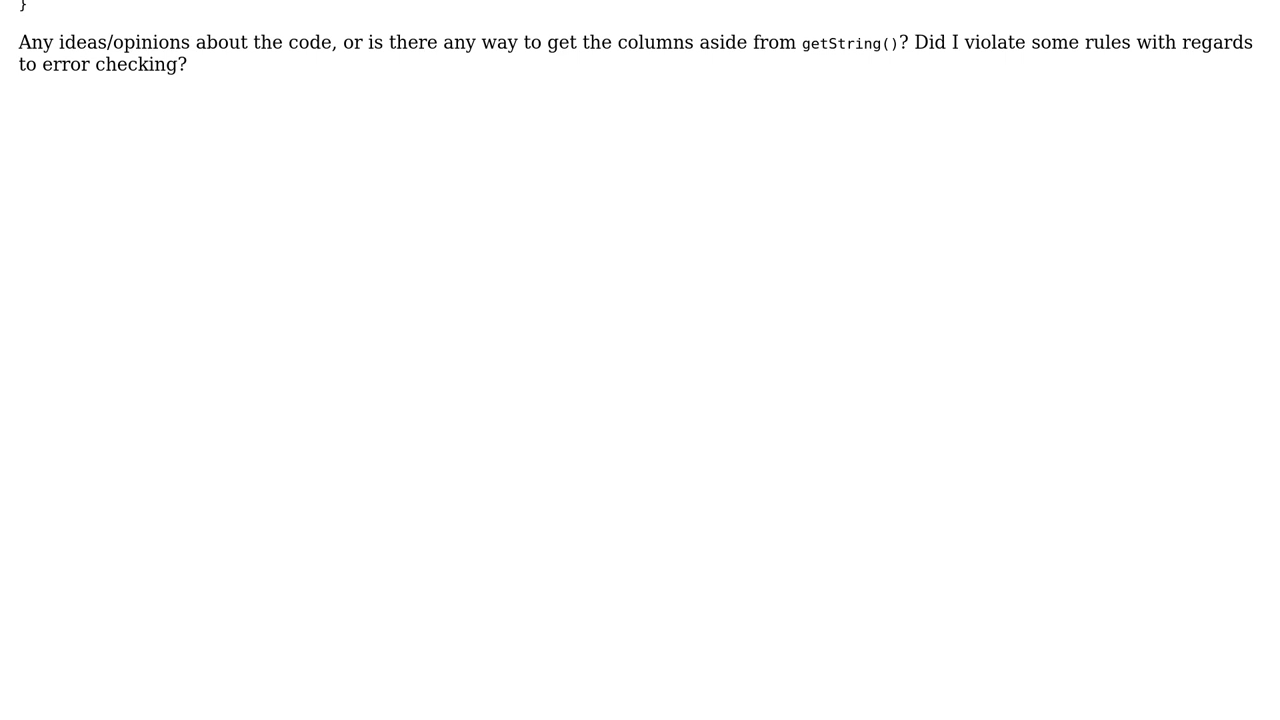 }
Any ideas/opinions about the code, or is there any way to get the columns aside from getString()? Did I violate some rules with regards
to error checking?